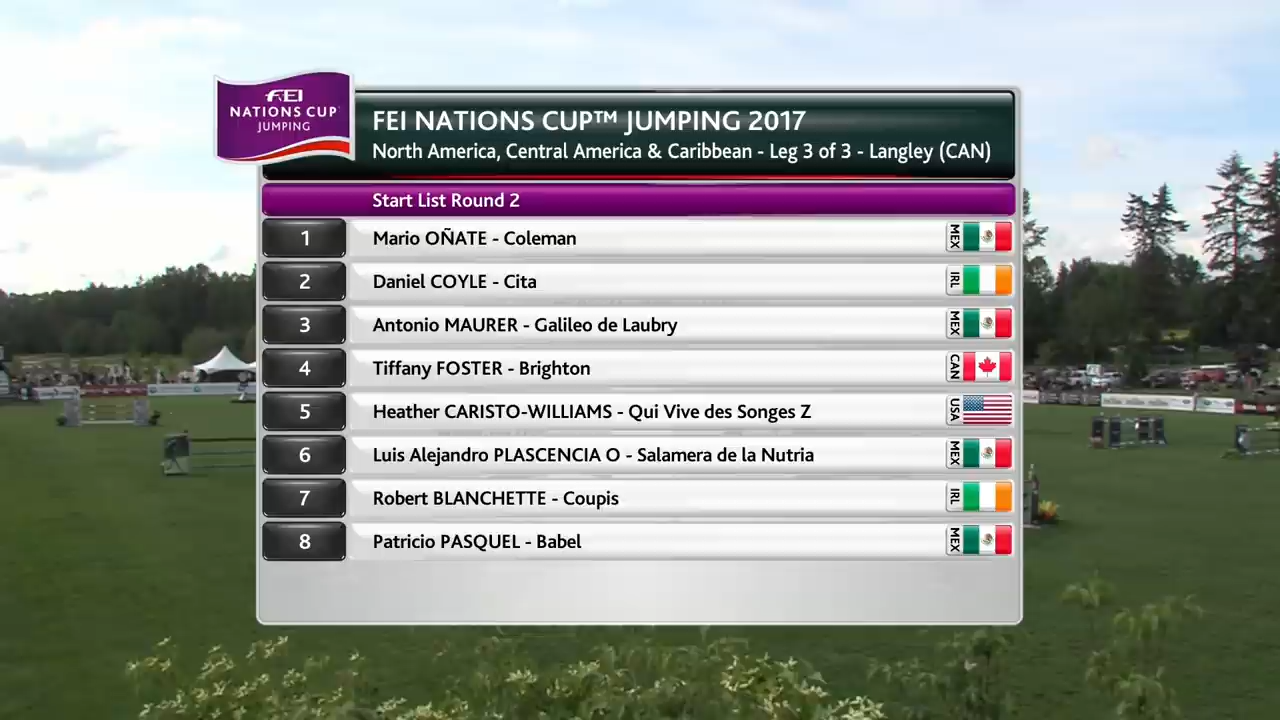 FEI
NATIONS CUP
JUMPING
FEI NATIONS CUP™ JUMPING 2017
North America, Central America & Caribbean - Leg 3 of 3 - Langley (CAN)
Start List Round 2
1 Mario OÑATE - Coleman MEX
2 Daniel COYLE - Cita IRL
3 Antonio MAURER - Galileo de Laubry MEX
4 Tiffany FOSTER - Brighton CAN
5 Heather CARISTO-WILLIAMS - Qui Vive des Songes Z USA
6 Luis Alejandro PLASCENCIA O - Salamera de la Nutria MEX
7 Robert BLANCHETTE - Coupis IRL
8 Patricio PASQUEL - Babel MEX